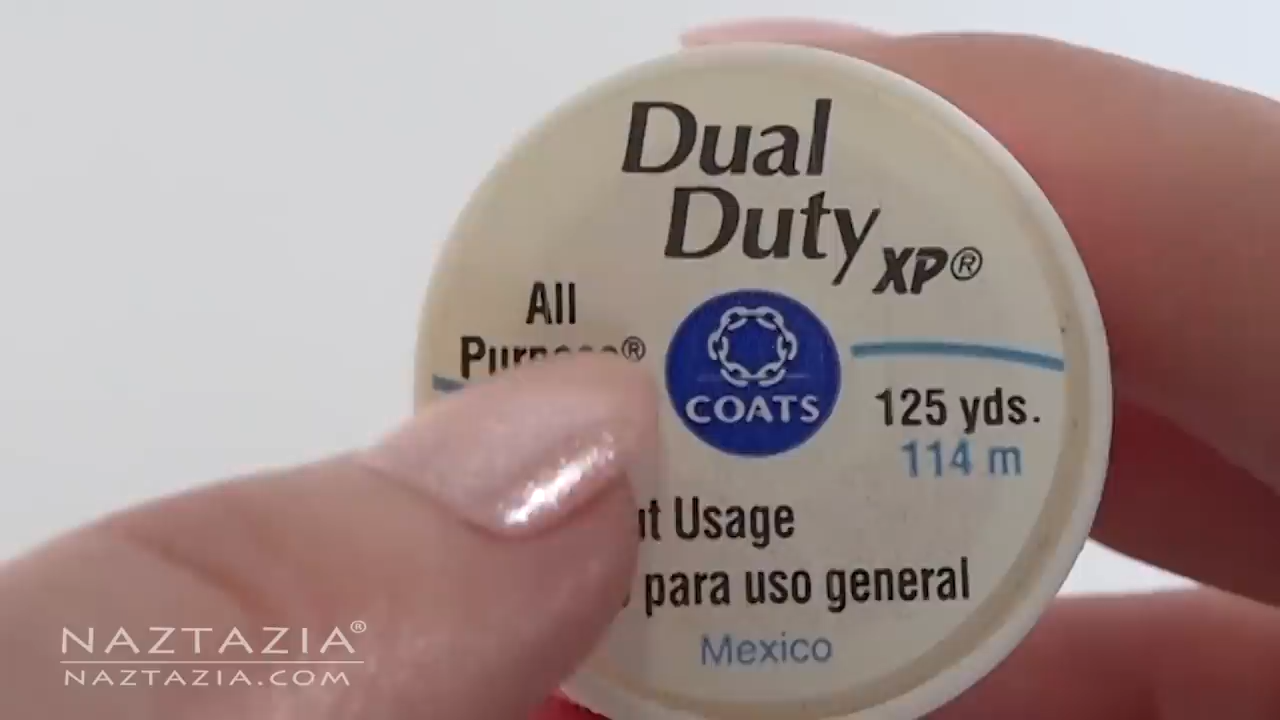 Dual
Duty XP®
All
COATS
125 yds.
114 m
Usage
para uso general
Mexico
NAZTAZIA®
NAZTAZIA.COM